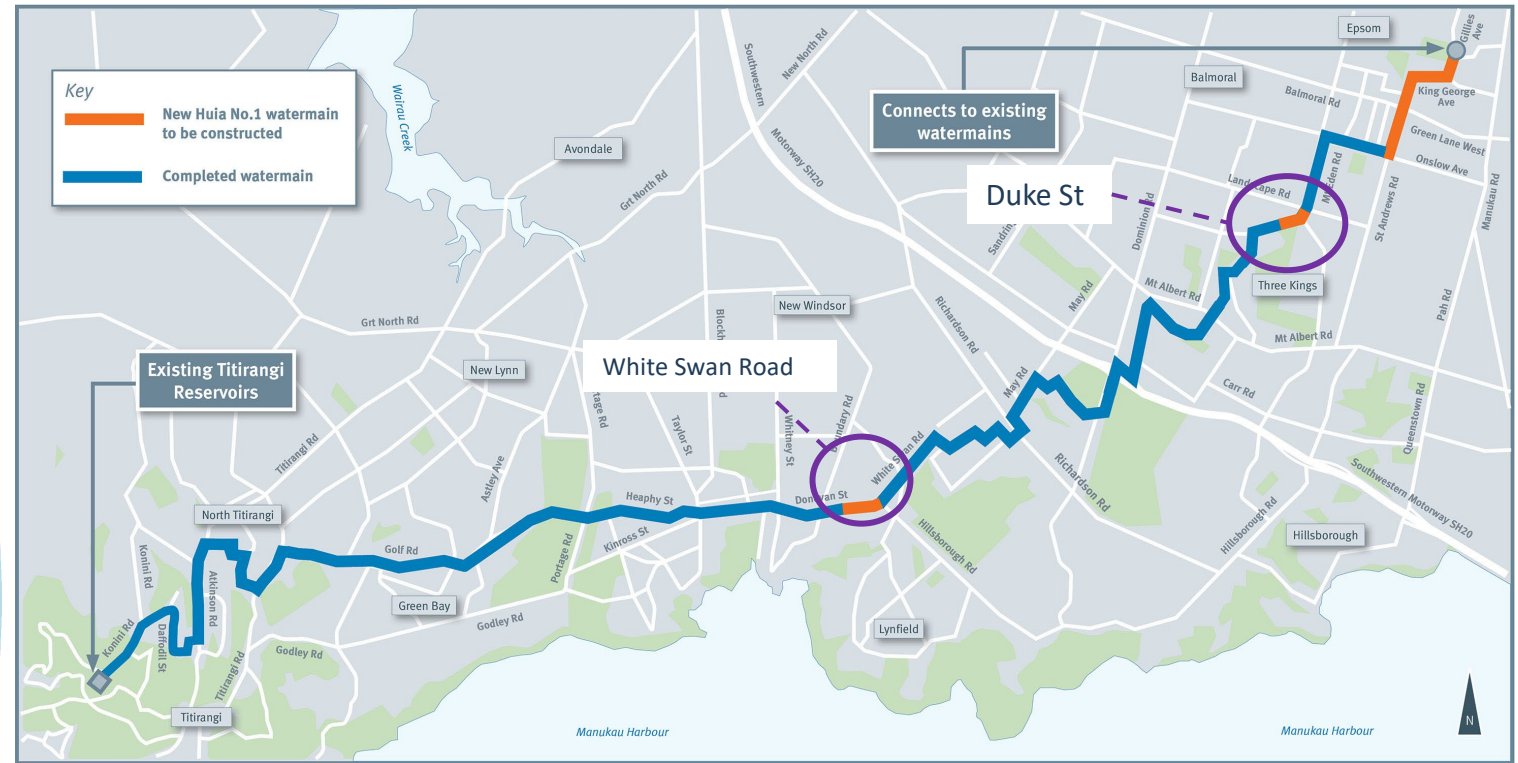 Key
New Huia No.1 watermain
to be constructed
Completed watermain
Wairau Creek
Southwestern
Motorway SH20
New North Rd
Avondale
Grt North Rd
Grt North Rd
Epsom
Gillies
Ave
Balmoral
Balmoral Rd
King George
Ave
Connects to existing
watermains
Green Lane West
Onslow Ave
Duke St
Landscape Rd
Eden Rd
St Andrews Rd
Manukau Rd
Dominion Rd
Three Kings
Mt Albert Rd
Mt Albert Rd
May Rd
Pah Rd
New Windsor
Richardson Rd
White Swan Road
Existing Titirangi
Reservoirs
New Lynn
Titirangi Rd
Taylor St
Whitney St
White Swan Rd
May Rd
Carr Rd
Queenstown Rd
Southwestern Motorway SH20
Astley Ave
Heaphy St
Donovan St
Richardson Rd
Hillsborough Rd
Hillsborough Rd
Hillsborough
North Titirangi
Golf Rd
Portage Rd
Kinross St
Konini Rd
Atkinson Rd
Green Bay
Godley Rd
Lynfield
Konini Rd
Daffodil St
Titirangi Rd
Godley Rd
Titirangi
Manukau Harbour
Manukau Harbour
N